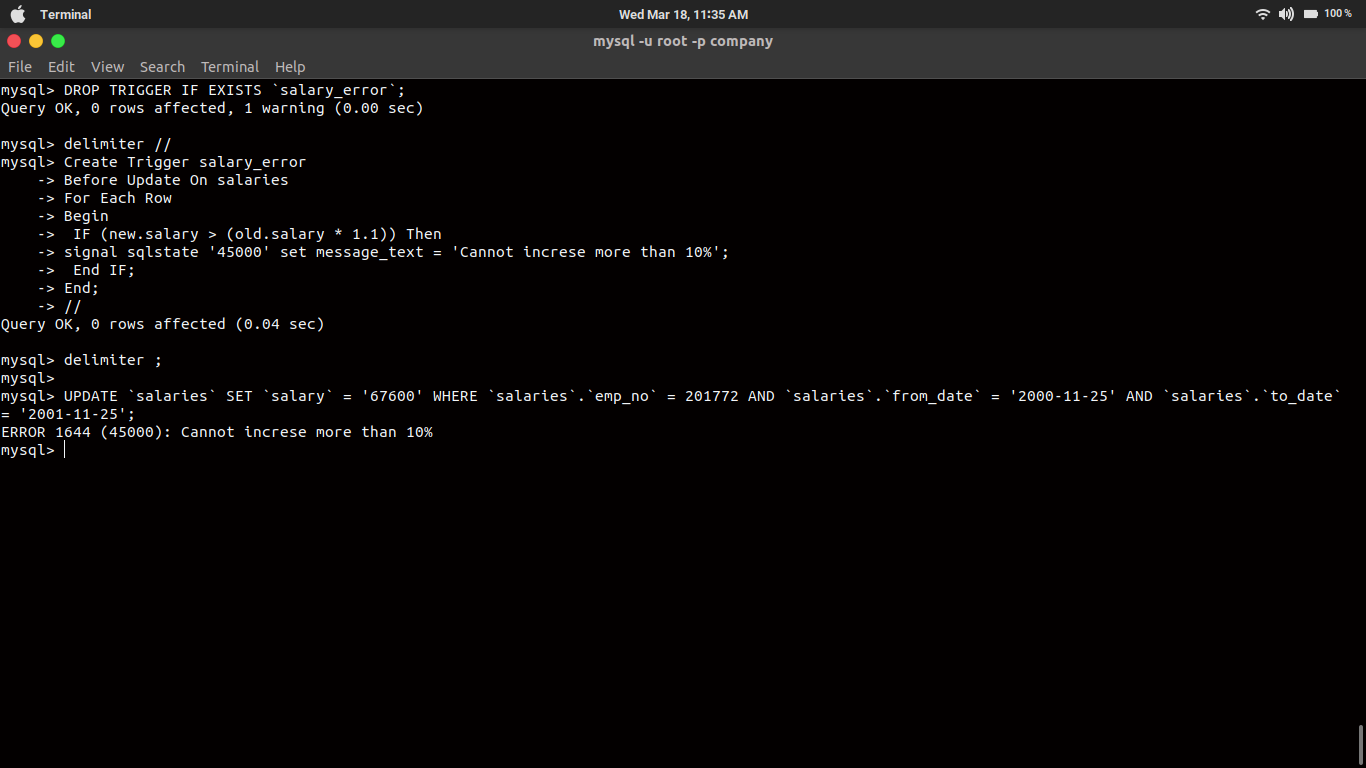 Terminal
Wed Mar 18, 11:35 AM
100 %
mysql -u root -p company
File Edit View Search Terminal Help
mysql> DROP TRIGGER IF EXISTS `salary_error`;
Query OK, 0 rows affected, 1 warning (0.00 sec)
mysql> delimiter //
mysql> Create Trigger salary_error
    -> Before Update On salaries
    -> For Each Row
    -> Begin
    ->  IF (new.salary > (old.salary * 1.1)) Then
    -> signal sqlstate '45000' set message_text = 'Cannot increse more than 10%';
    ->  End IF;
    -> End;
    -> //
Query OK, 0 rows affected (0.04 sec)
mysql> delimiter ;
mysql>
mysql> UPDATE `salaries` SET `salary` = '67600' WHERE `salaries`.`emp_no` = 201772 AND `salaries`.`from_date` = '2000-11-25' AND `salaries`.`to_date`
= '2001-11-25';
ERROR 1644 (45000): Cannot increse more than 10%
mysql>